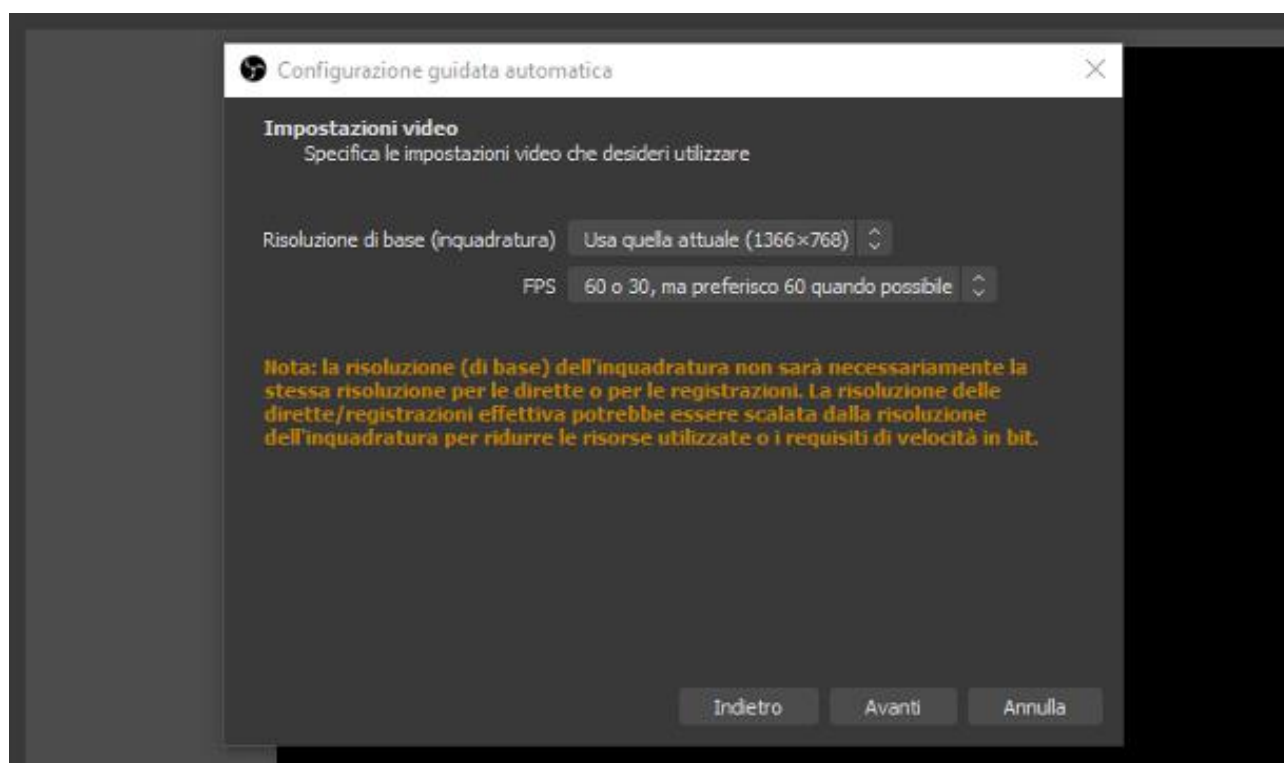 Configurazione guidata automatica
Impostazioni video
Specifica le impostazioni video che desideri utilizzare
Risoluzione di base (inquadratura) Usa quella attuale (1366×768)
FPS 60 o 30, ma preferisco 60 quando possibile
Nota: la risoluzione (di base) dell'inquadratura non sarà necessariamente la
stessa risoluzione per le dirette o per le registrazioni. La risoluzione delle
dirette/registrazioni effettiva potrebbe essere scalata dalla risoluzione
dell'inquadratura per ridurre le risorse utilizzate o i requisiti di velocità in bit.
Indietro Avanti Annulla